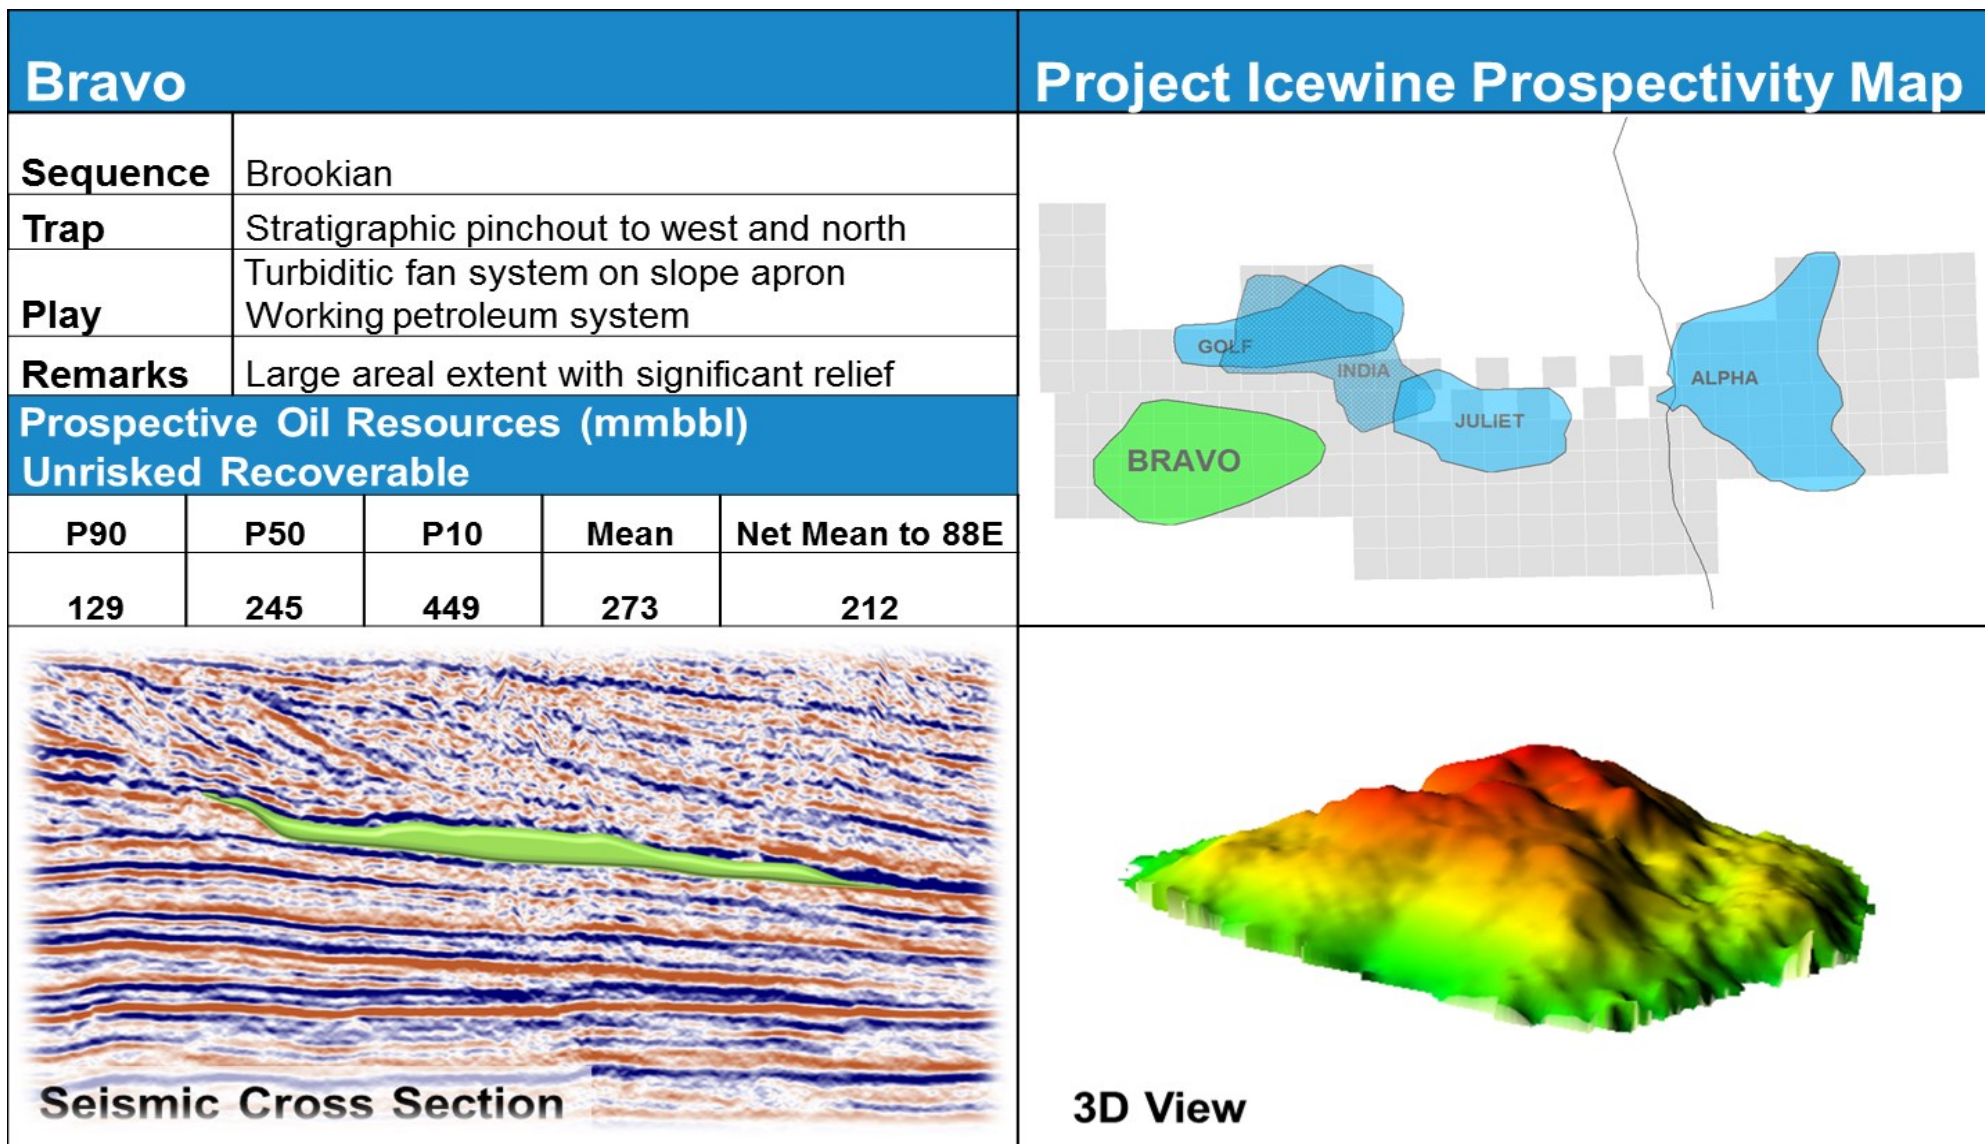 Bravo
Project Icewine Prospectivity Map
Sequence Brookian
Trap Stratigraphic pinchout to west and north
Play Turbiditic fan system on slope apron
Working petroleum system
Remarks Large areal extent with significant relief
Prospective Oil Resources (mmbbl)
Unrisked Recoverable
P90 P50 P10 Mean Net Mean to 88E
129 245 449 273 212
GOLF
INDIA
ALPHA
JULIET
BRAVO
Seismic Cross Section
3D View